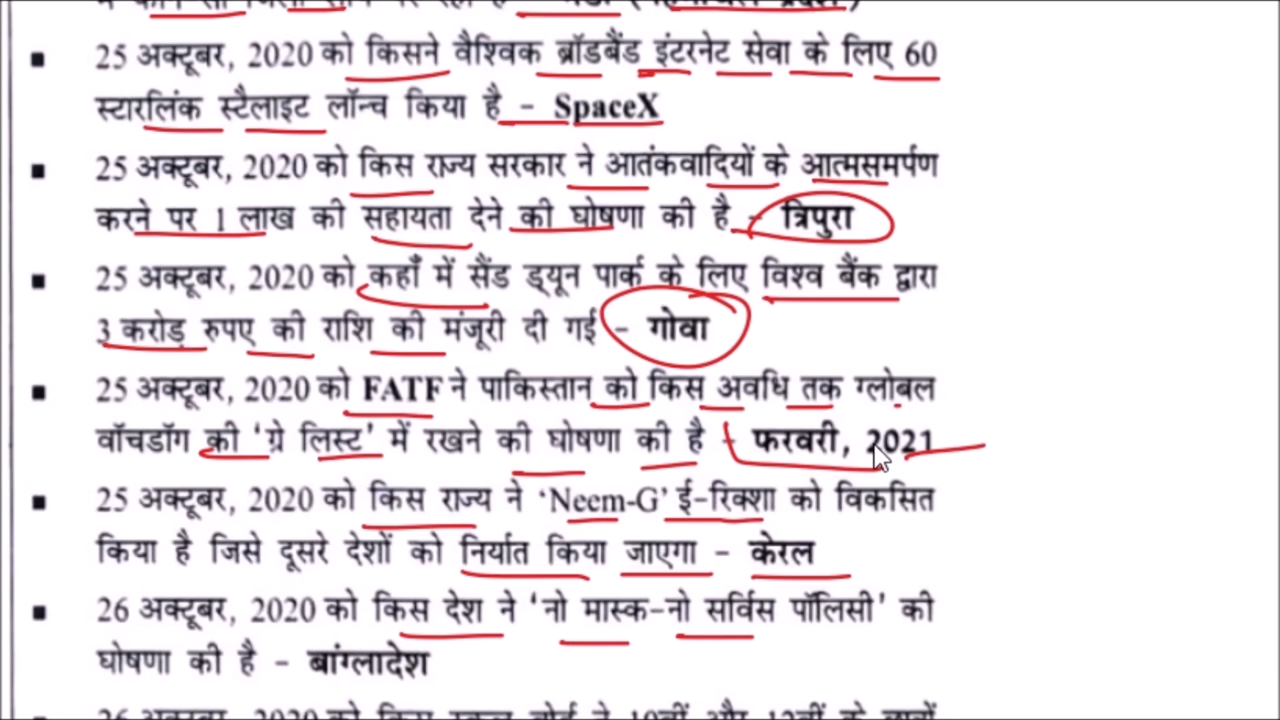 25 अक्टूबर, 2020 को किसने वैश्विक ब्रॉडबैंड इंटरनेट सेवा के लिए 60
स्टारलिंक स्टैलाइट लॉन्च किया है - SpaceX
25 अक्टूबर, 2020 को किस राज्य सरकार ने आतंकवादियों के आत्मसमर्पण
करने पर 1 लाख की सहायता देने की घोषणा की है - त्रिपुरा
25 अक्टूबर, 2020 को कहाँ में सैंड ड्यून पार्क के लिए विश्व बैंक द्वारा
3 करोड़ रुपए की राशि की मंजूरी दी गई - गोवा
25 अक्टूबर, 2020 को FATF ने पाकिस्तान को किस अवधि तक ग्लोबल
वॉचडॉग की ‘ग्रे लिस्ट’ में रखने की घोषणा की है - फरवरी, 2021
25 अक्टूबर, 2020 को किस राज्य ने ‘Neem-G’ ई-रिक्शा को विकसित
किया है जिसे दूसरे देशों को निर्यात किया जाएगा - केरल
26 अक्टूबर, 2020 को किस देश ने ‘नो मास्क-नो सर्विस पॉलिसी’ की
घोषणा की है - बांग्लादेश